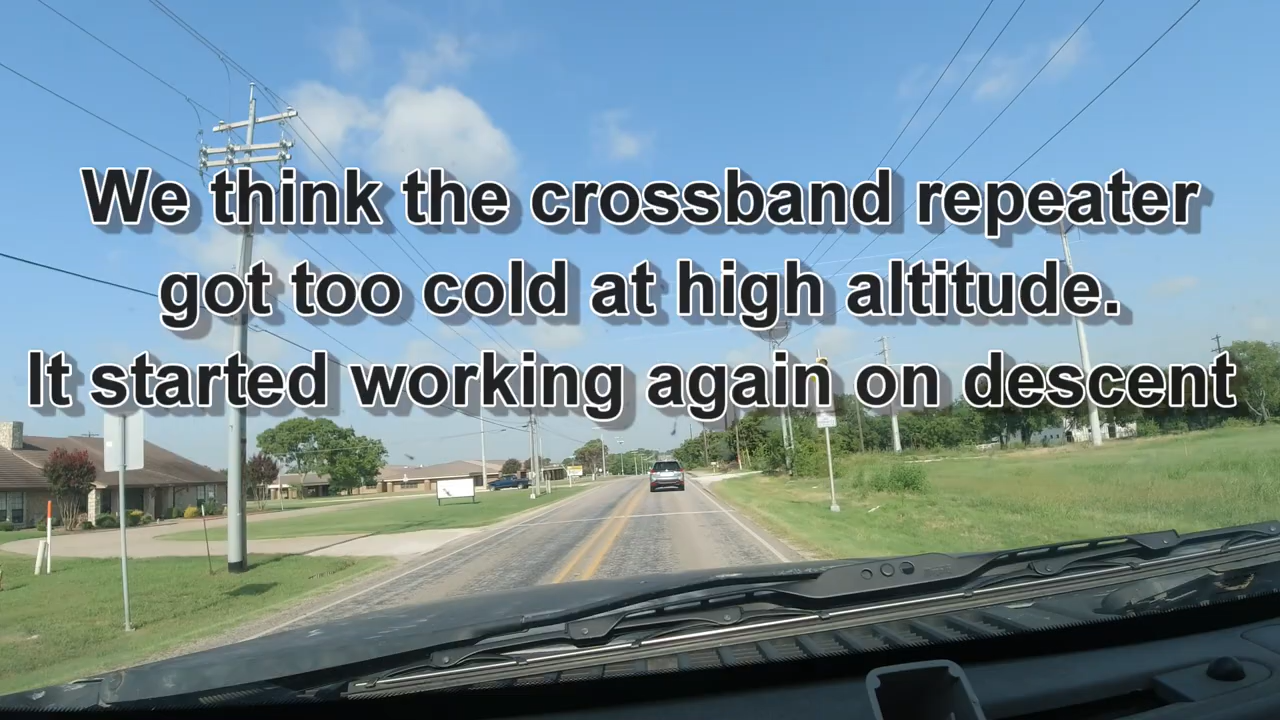 We think the crossband repeater
got too cold at high altitude.
It started working again on descent